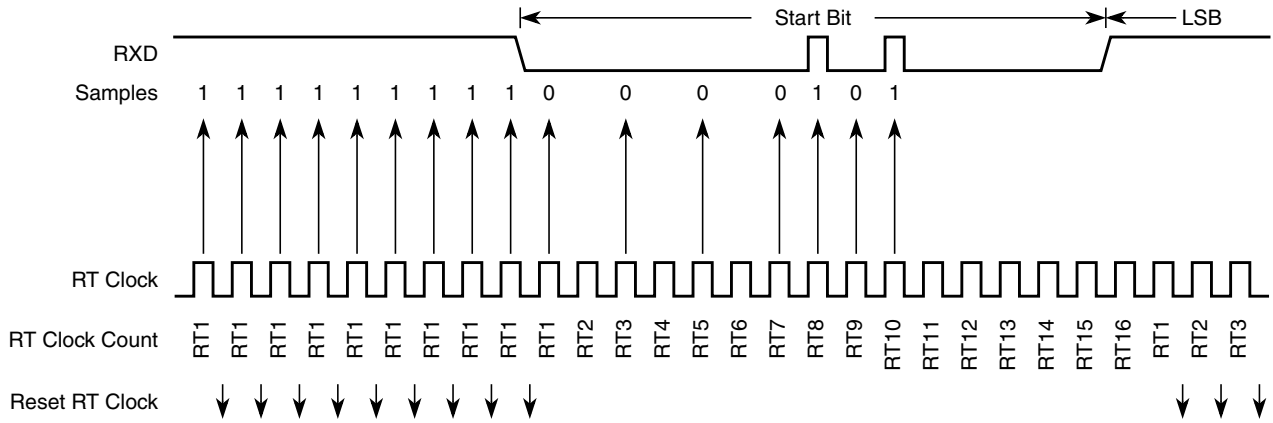 Start Bit LSB
RXD
Samples 1 1 1 1 1 1 1 1 1 0 0 0 0 1 0 1
RT Clock
RT Clock Count RT1 RT1 RT1 RT1 RT1 RT1 RT1 RT1 RT1 RT1 RT2 RT3 RT4 RT5 RT6 RT7 RT8 RT9 RT10 RT11 RT12 RT13 RT14 RT15 RT16 RT1 RT2 RT3
Reset RT Clock